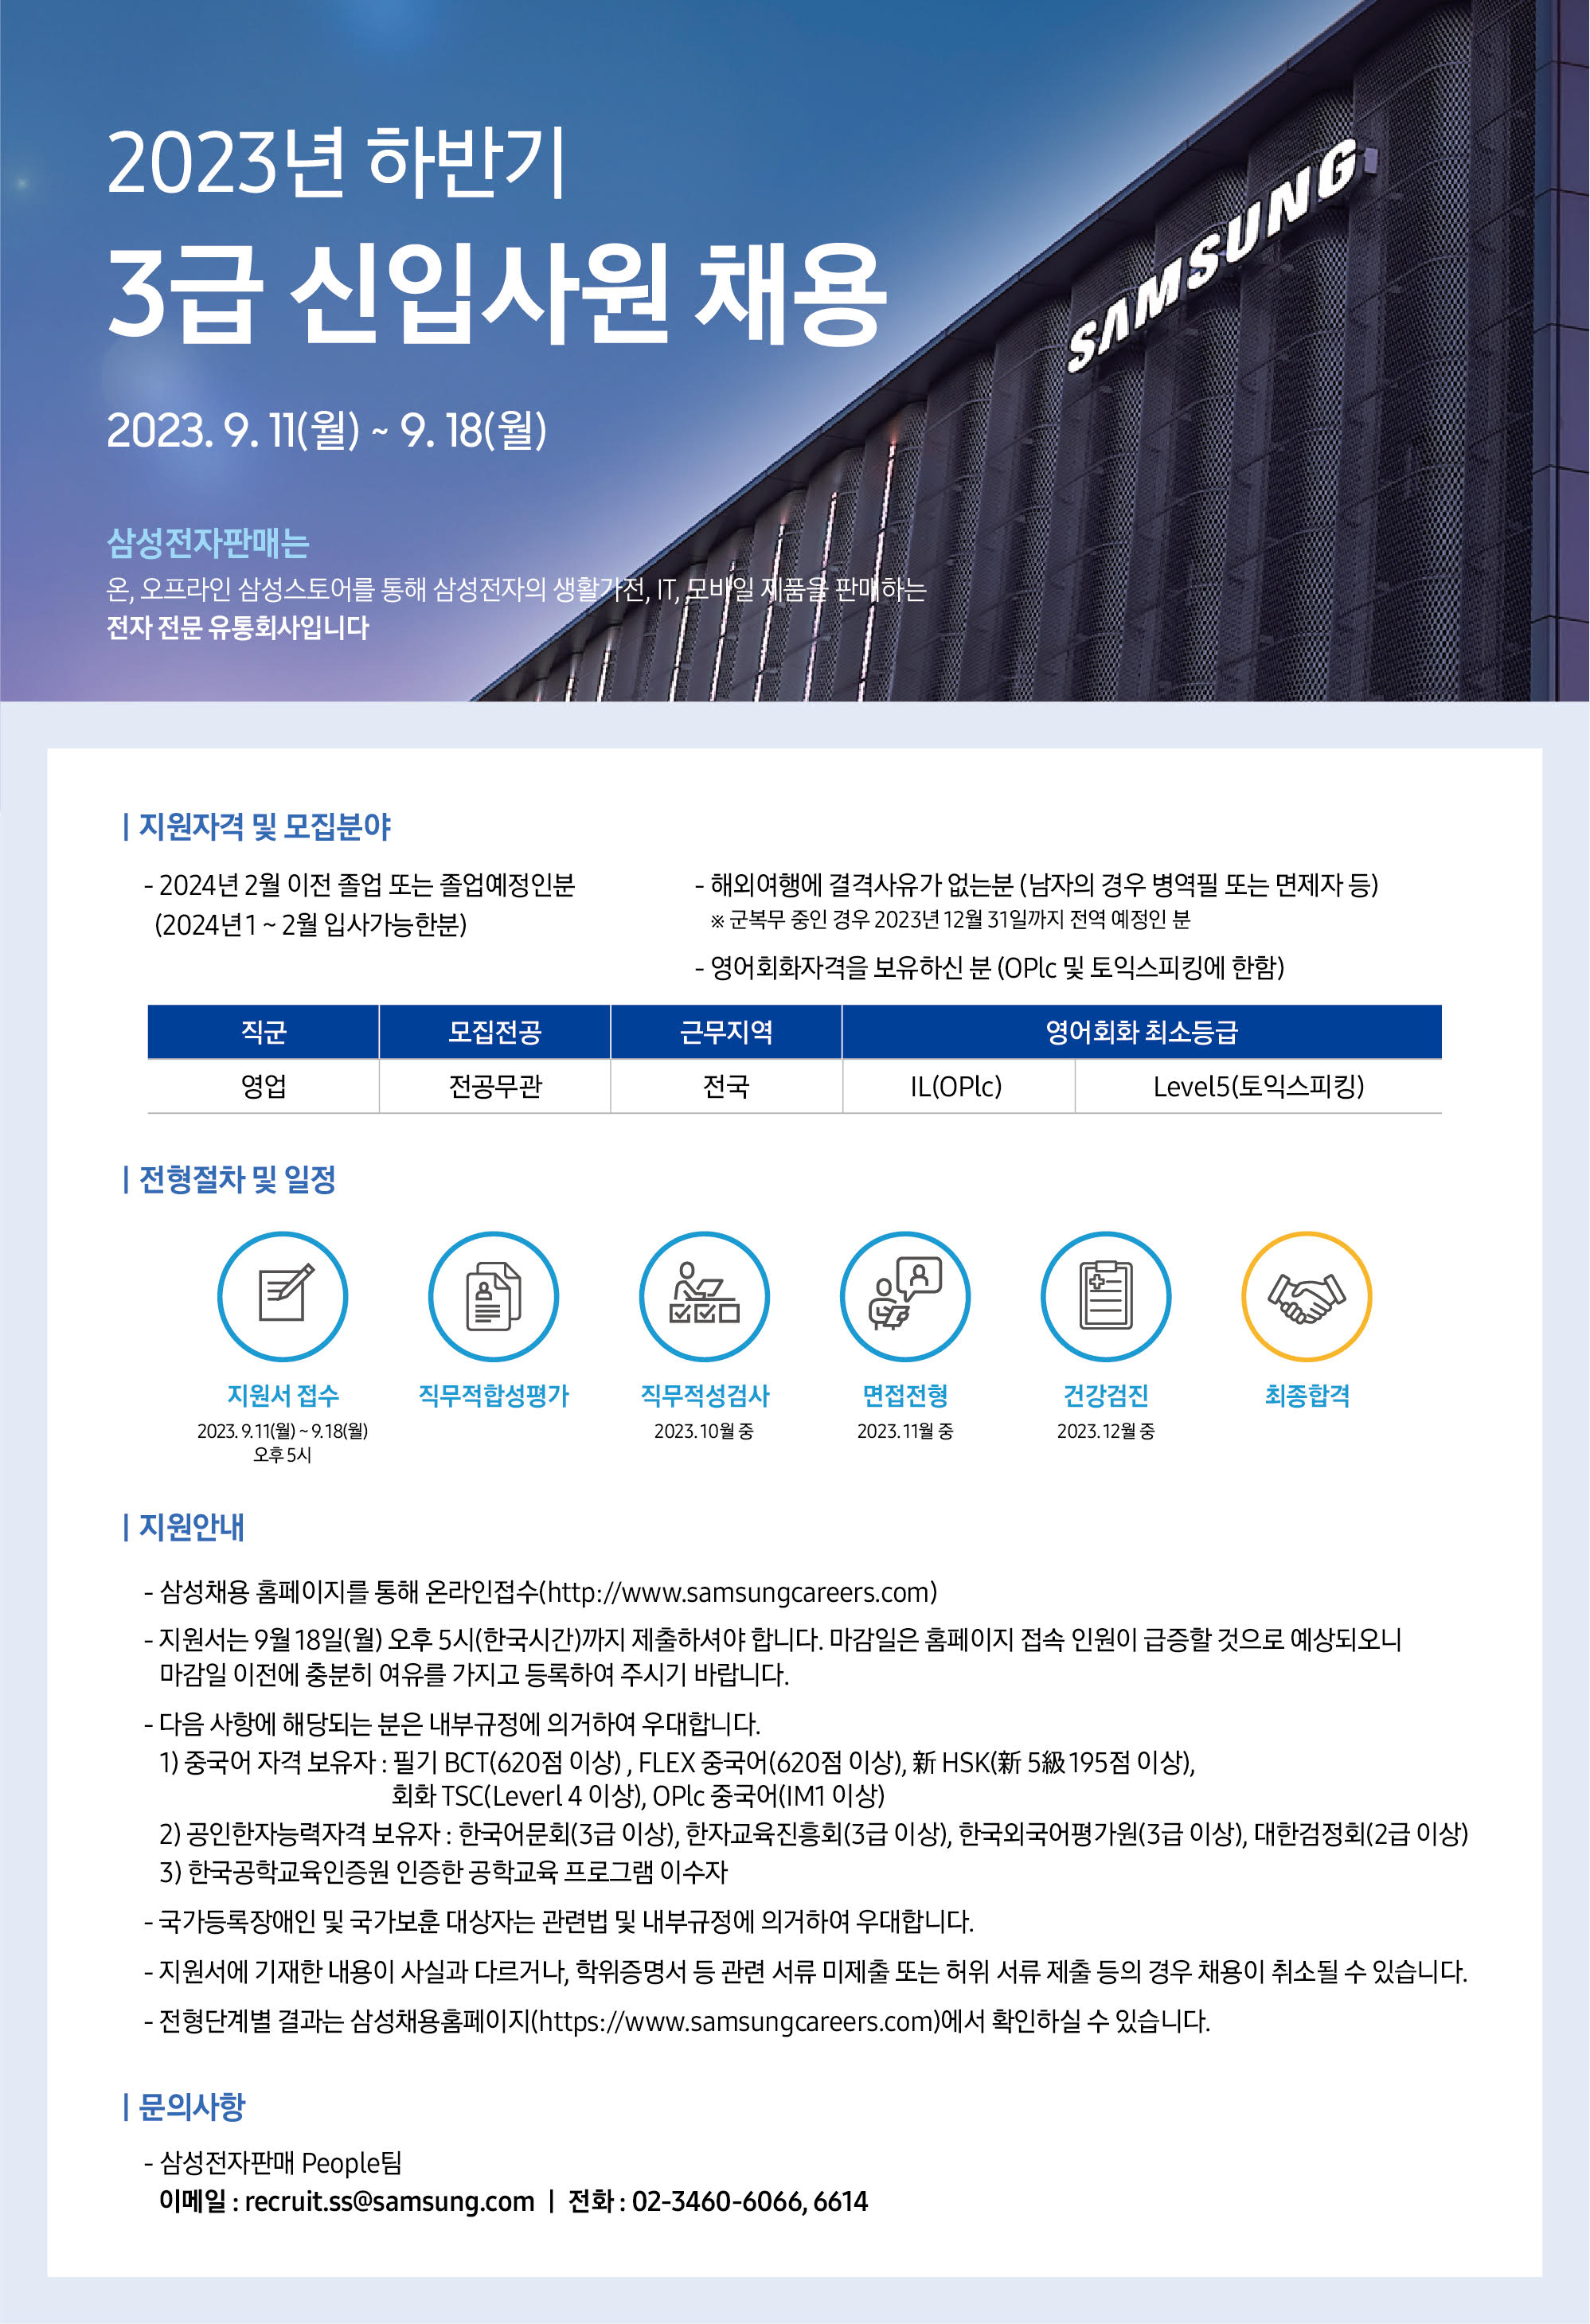 2023년 하반기
3급 신입사원 채용
SAMSUNG
2023. 9. 11(월) ~ 9. 18(월)
삼성전자판매는
온, 오프라인 삼성스토어를 통해 삼성전자의 생활가전, IT, 모바일 제품을 판매하는
전자 전문 유통회사입니다
| 지원자격 및 모집분야
- 2024년 2월 이전 졸업 또는 졸업예정인분
(2024년 1 ~ 2월 입사가능한분)
- 해외여행에 결격사유가 없는분 (남자의 경우 병역필 또는 면제자 등)
※ 군복무 중인 경우 2023년 12월 31일까지 전역 예정인 분
- 영어회화자격을 보유하신 분 (OPlc 및 토익스피킹에 한함)
직군 모집전공 근무지역 영어회화 최소등급
영업 전공무관 전국 IL(OPlc) Level5(토익스피킹)
| 전형절차 및 일정
지원서 접수 직무적합성평가 직무적성검사 면접전형 건강검진 최종합격
2023. 9.11(월) ~ 9.18(월) 2023. 10월 중 2023. 11월 중 2023. 12월 중
오후 5시
| 지원안내
- 삼성채용 홈페이지를 통해 온라인접수(http://www.samsungcareers.com)
- 지원서는 9월 18일(월) 오후 5시(한국시간)까지 제출하셔야 합니다. 마감일은 홈페이지 접속 인원이 급증할 것으로 예상되오니
마감일 이전에 충분히 여유를 가지고 등록하여 주시기 바랍니다.
- 다음 사항에 해당되는 분은 내부규정에 의거하여 우대합니다.
1) 중국어 자격 보유자 : 필기 BCT(620점 이상) , FLEX 중국어(620점 이상), 新 HSK(新 5級 195점 이상),
회화 TSC(Leverl 4 이상), OPlc 중국어(IM1 이상)
2) 공인한자능력자격 보유자 : 한국어문회(3급 이상), 한자교육진흥회(3급 이상), 한국외국어평가원(3급 이상), 대한검정회(2급 이상)
3) 한국공학교육인증원 인증한 공학교육 프로그램 이수자
- 국가등록장애인 및 국가보훈 대상자는 관련법 및 내부규정에 의거하여 우대합니다.
- 지원서에 기재한 내용이 사실과 다르거나, 학위증명서 등 관련 서류 미제출 또는 허위 서류 제출 등의 경우 채용이 취소될 수 있습니다.
- 전형단계별 결과는 삼성채용홈페이지(https://www.samsungcareers.com)에서 확인하실 수 있습니다.
| 문의사항
- 삼성전자판매 People팀
이메일 : recruit.ss@samsung.com | 전화 : 02-3460-6066, 6614